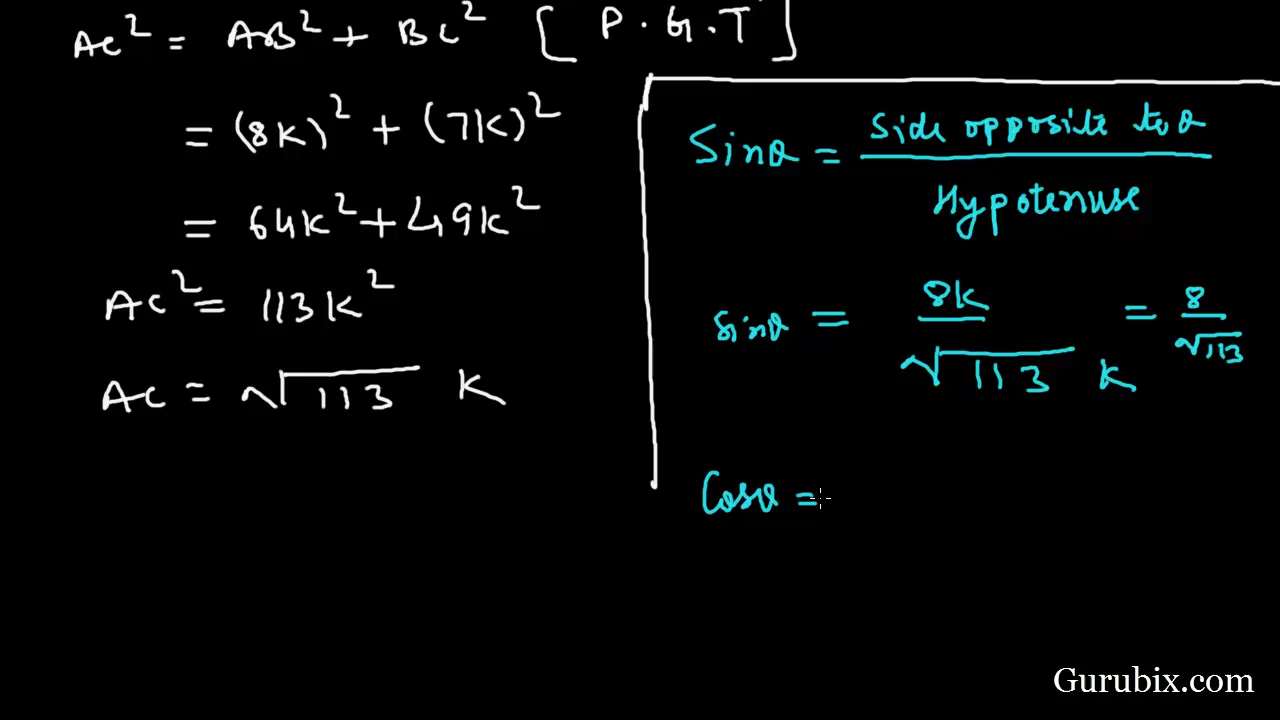 AC² = AB² + BC² [P.G.T]
= (8K)² + (7K)²
= 64K² + 49K²
AC² = 113K²
AC = √113 K
Sinθ = Side opposite to θ / Hypotenuse
sinθ = 8K / √113 K = 8 / √113
Cosθ =
Gurubix.com